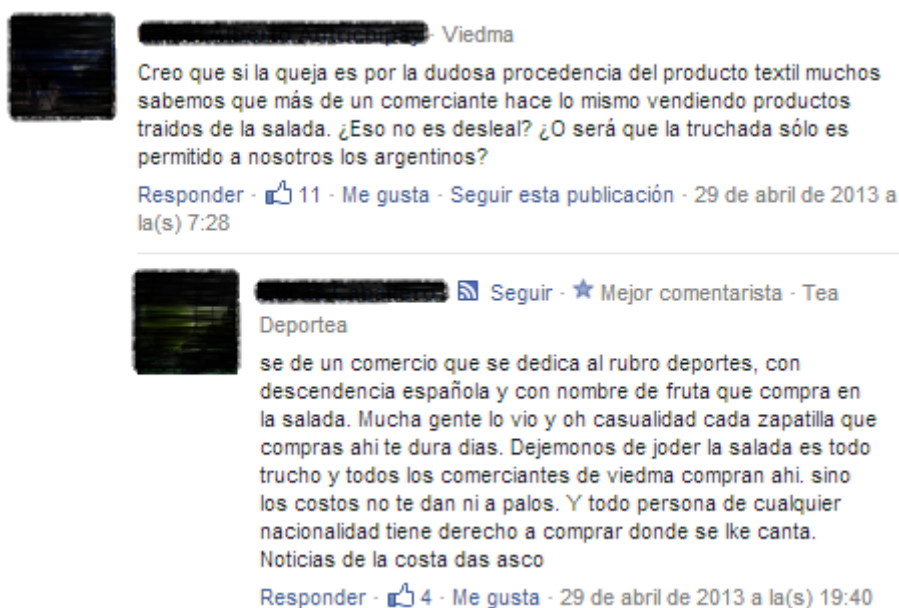 · Viedma
Creo que si la queja es por la dudosa procedencia del producto textil muchos
sabemos que más de un comerciante hace lo mismo vendiendo productos
traidos de la salada. ¿Eso no es desleal? ¿O será que la truchada sólo es
permitido a nosotros los argentinos?
Responder · 11 · Me gusta · Seguir esta publicación · 29 de abril de 2013 a
la(s) 7:28
Seguir · Mejor comentarista · Tea
Deportea
se de un comercio que se dedica al rubro deportes, con
descendencia española y con nombre de fruta que compra en
la salada. Mucha gente lo vio y oh casualidad cada zapatilla que
compras ahi te dura dias. Dejemonos de joder la salada es todo
trucho y todos los comerciantes de viedma compran ahi. sino
los costos no te dan ni a palos. Y todo persona de cualquier
nacionalidad tiene derecho a comprar donde se lke canta.
Noticias de la costa das asco
Responder · 4 · Me gusta · 29 de abril de 2013 a la(s) 19:40